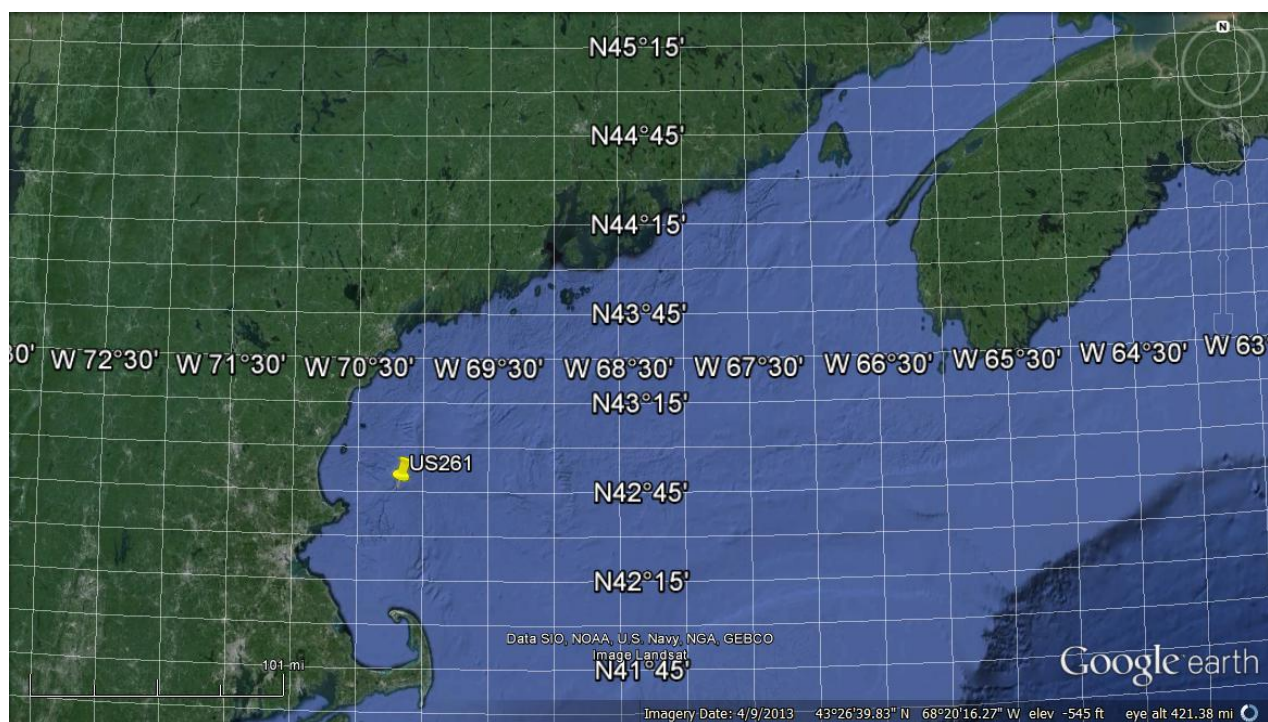 N
N45°15'
N44°45'
N44°15'
N43°45'
30' W 72°30' W 71°30' W 70°30' W 69°30' W 68°30' W 67°30' W 66°30' W 65°30' W 64°30' W 63°
N43°15'
US261
N42°45'
N42°15'
Data SIO, NOAA, U.S. Navy, NGA, GEBCO
Image Landsat
101 mi
N41°45'
Google earth
Imagery Date: 4/9/2013 43°26'39.83" N 68°20'16.27" W elev -545 ft eye alt 421.38 mi